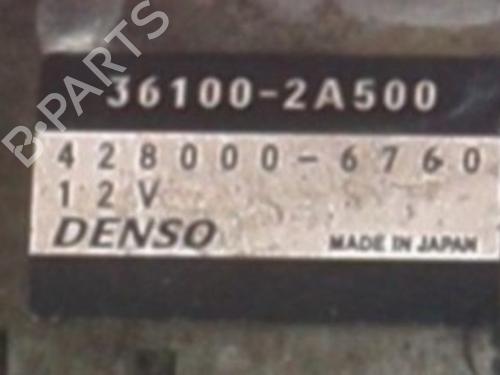 B-PARTS
36100-2A500
428000-6760
12V
DENSO
MADE IN JAPAN